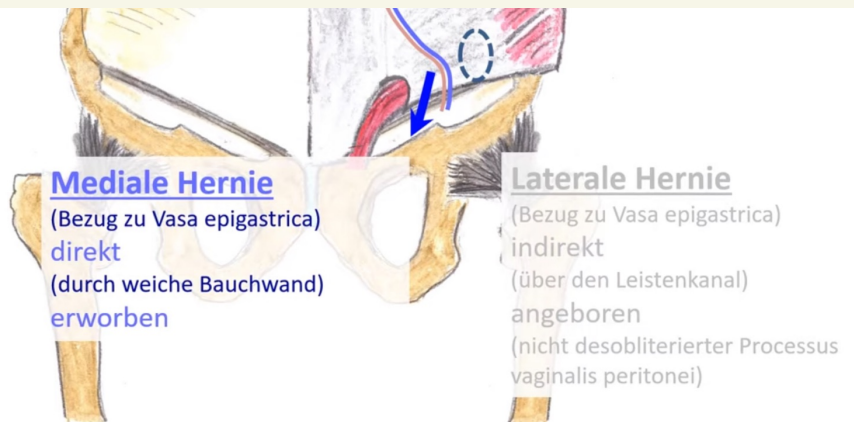 Mediale Hernie
(Bezug zu Vasa epigastrica)
direkt
(durch weiche Bauchwand)
erworben
Laterale Hernie
(Bezug zu Vasa epigastrica)
indirekt
(über den Leistenkanal)
angeboren
(nicht desobliterierter Processus
vaginalis peritonei)